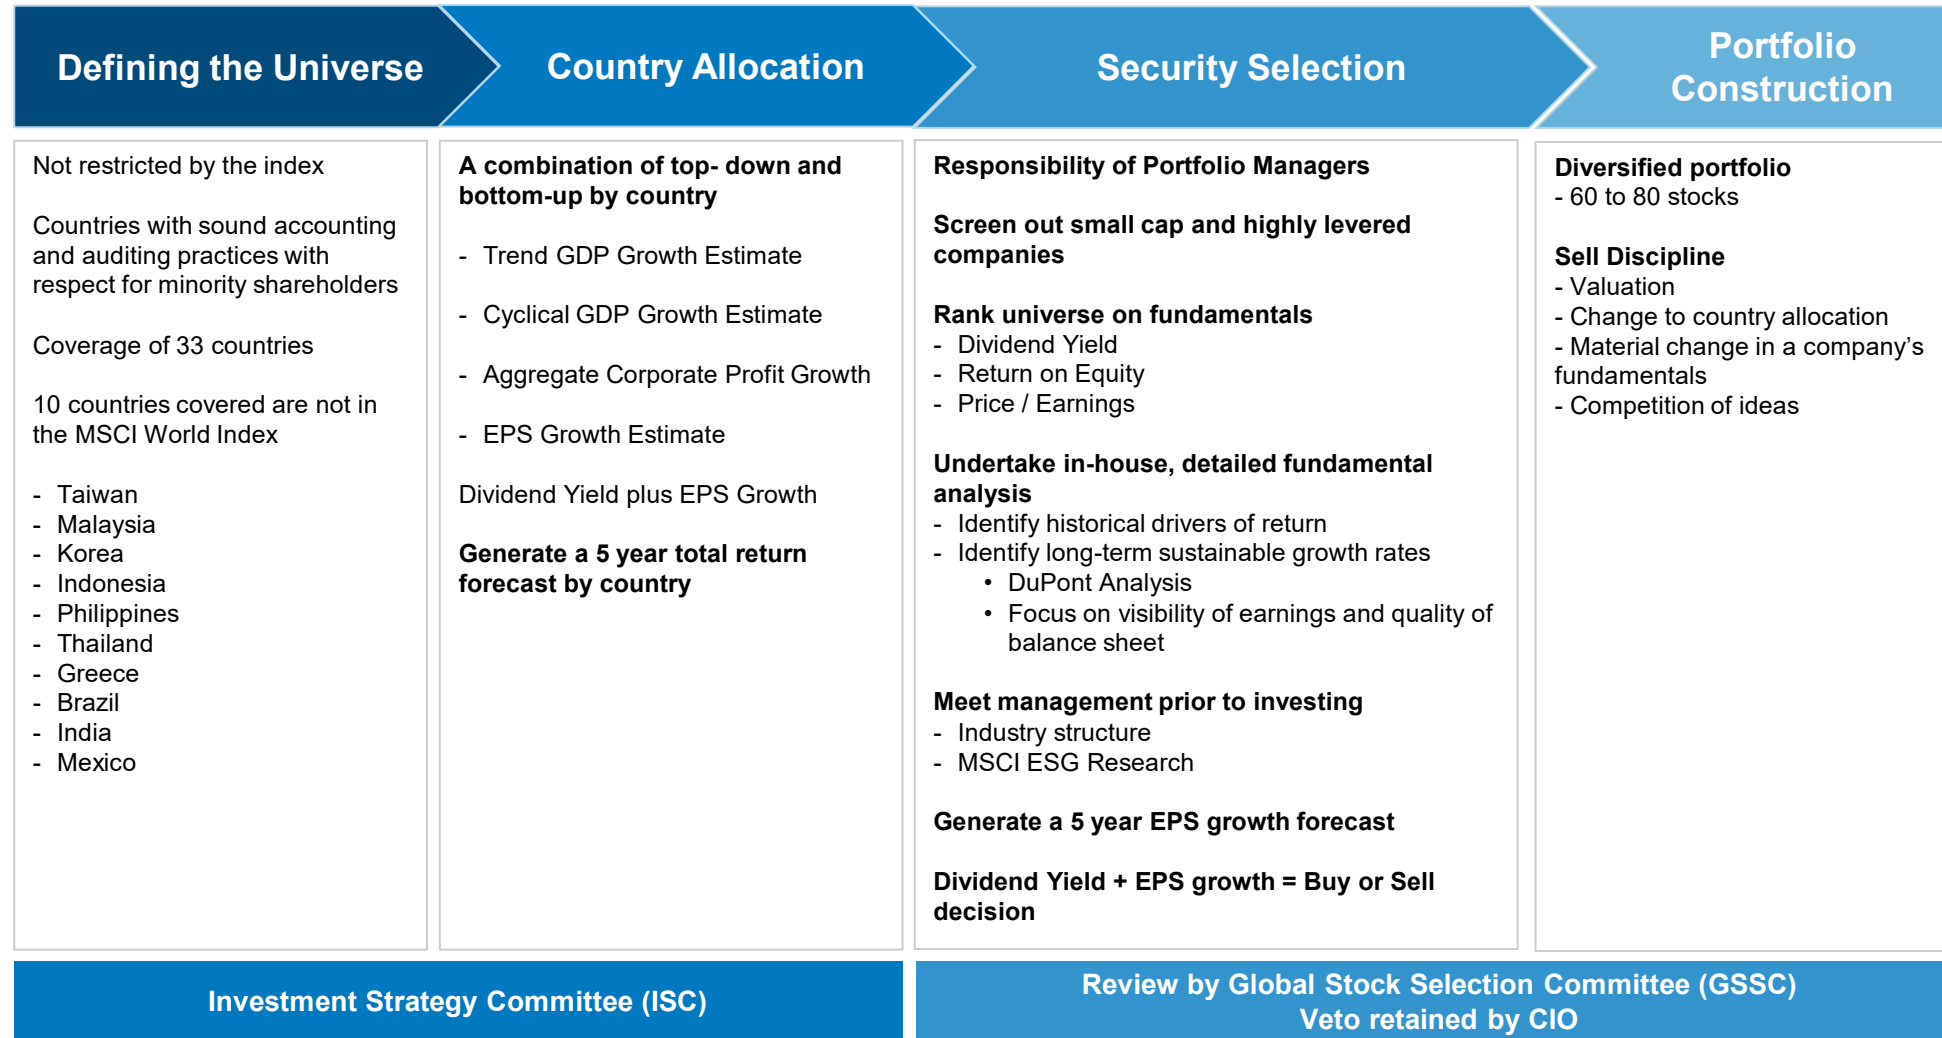 Defining the Universe
Country Allocation
Security Selection
Portfolio
Construction
Not restricted by the index
Countries with sound accounting
and auditing practices with
respect for minority shareholders
Coverage of 33 countries
10 countries covered are not in
the MSCI World Index
- Taiwan
- Malaysia
- Korea
- Indonesia
- Philippines
- Thailand
- Greece
- Brazil
- India
- Mexico
A combination of top- down and
bottom-up by country
- Trend GDP Growth Estimate
- Cyclical GDP Growth Estimate
- Aggregate Corporate Profit Growth
- EPS Growth Estimate
Dividend Yield plus EPS Growth
Generate a 5 year total return
forecast by country
Responsibility of Portfolio Managers
Screen out small cap and highly levered
companies
Rank universe on fundamentals
- Dividend Yield
- Return on Equity
- Price / Earnings
Undertake in-house, detailed fundamental
analysis
- Identify historical drivers of return
- Identify long-term sustainable growth rates
• DuPont Analysis
• Focus on visibility of earnings and quality of
balance sheet
Meet management prior to investing
- Industry structure
- MSCI ESG Research
Generate a 5 year EPS growth forecast
Dividend Yield + EPS growth = Buy or Sell
decision
Diversified portfolio
- 60 to 80 stocks
Sell Discipline
- Valuation
- Change to country allocation
- Material change in a company’s
fundamentals
- Competition of ideas
Investment Strategy Committee (ISC)
Review by Global Stock Selection Committee (GSSC)
Veto retained by CIO